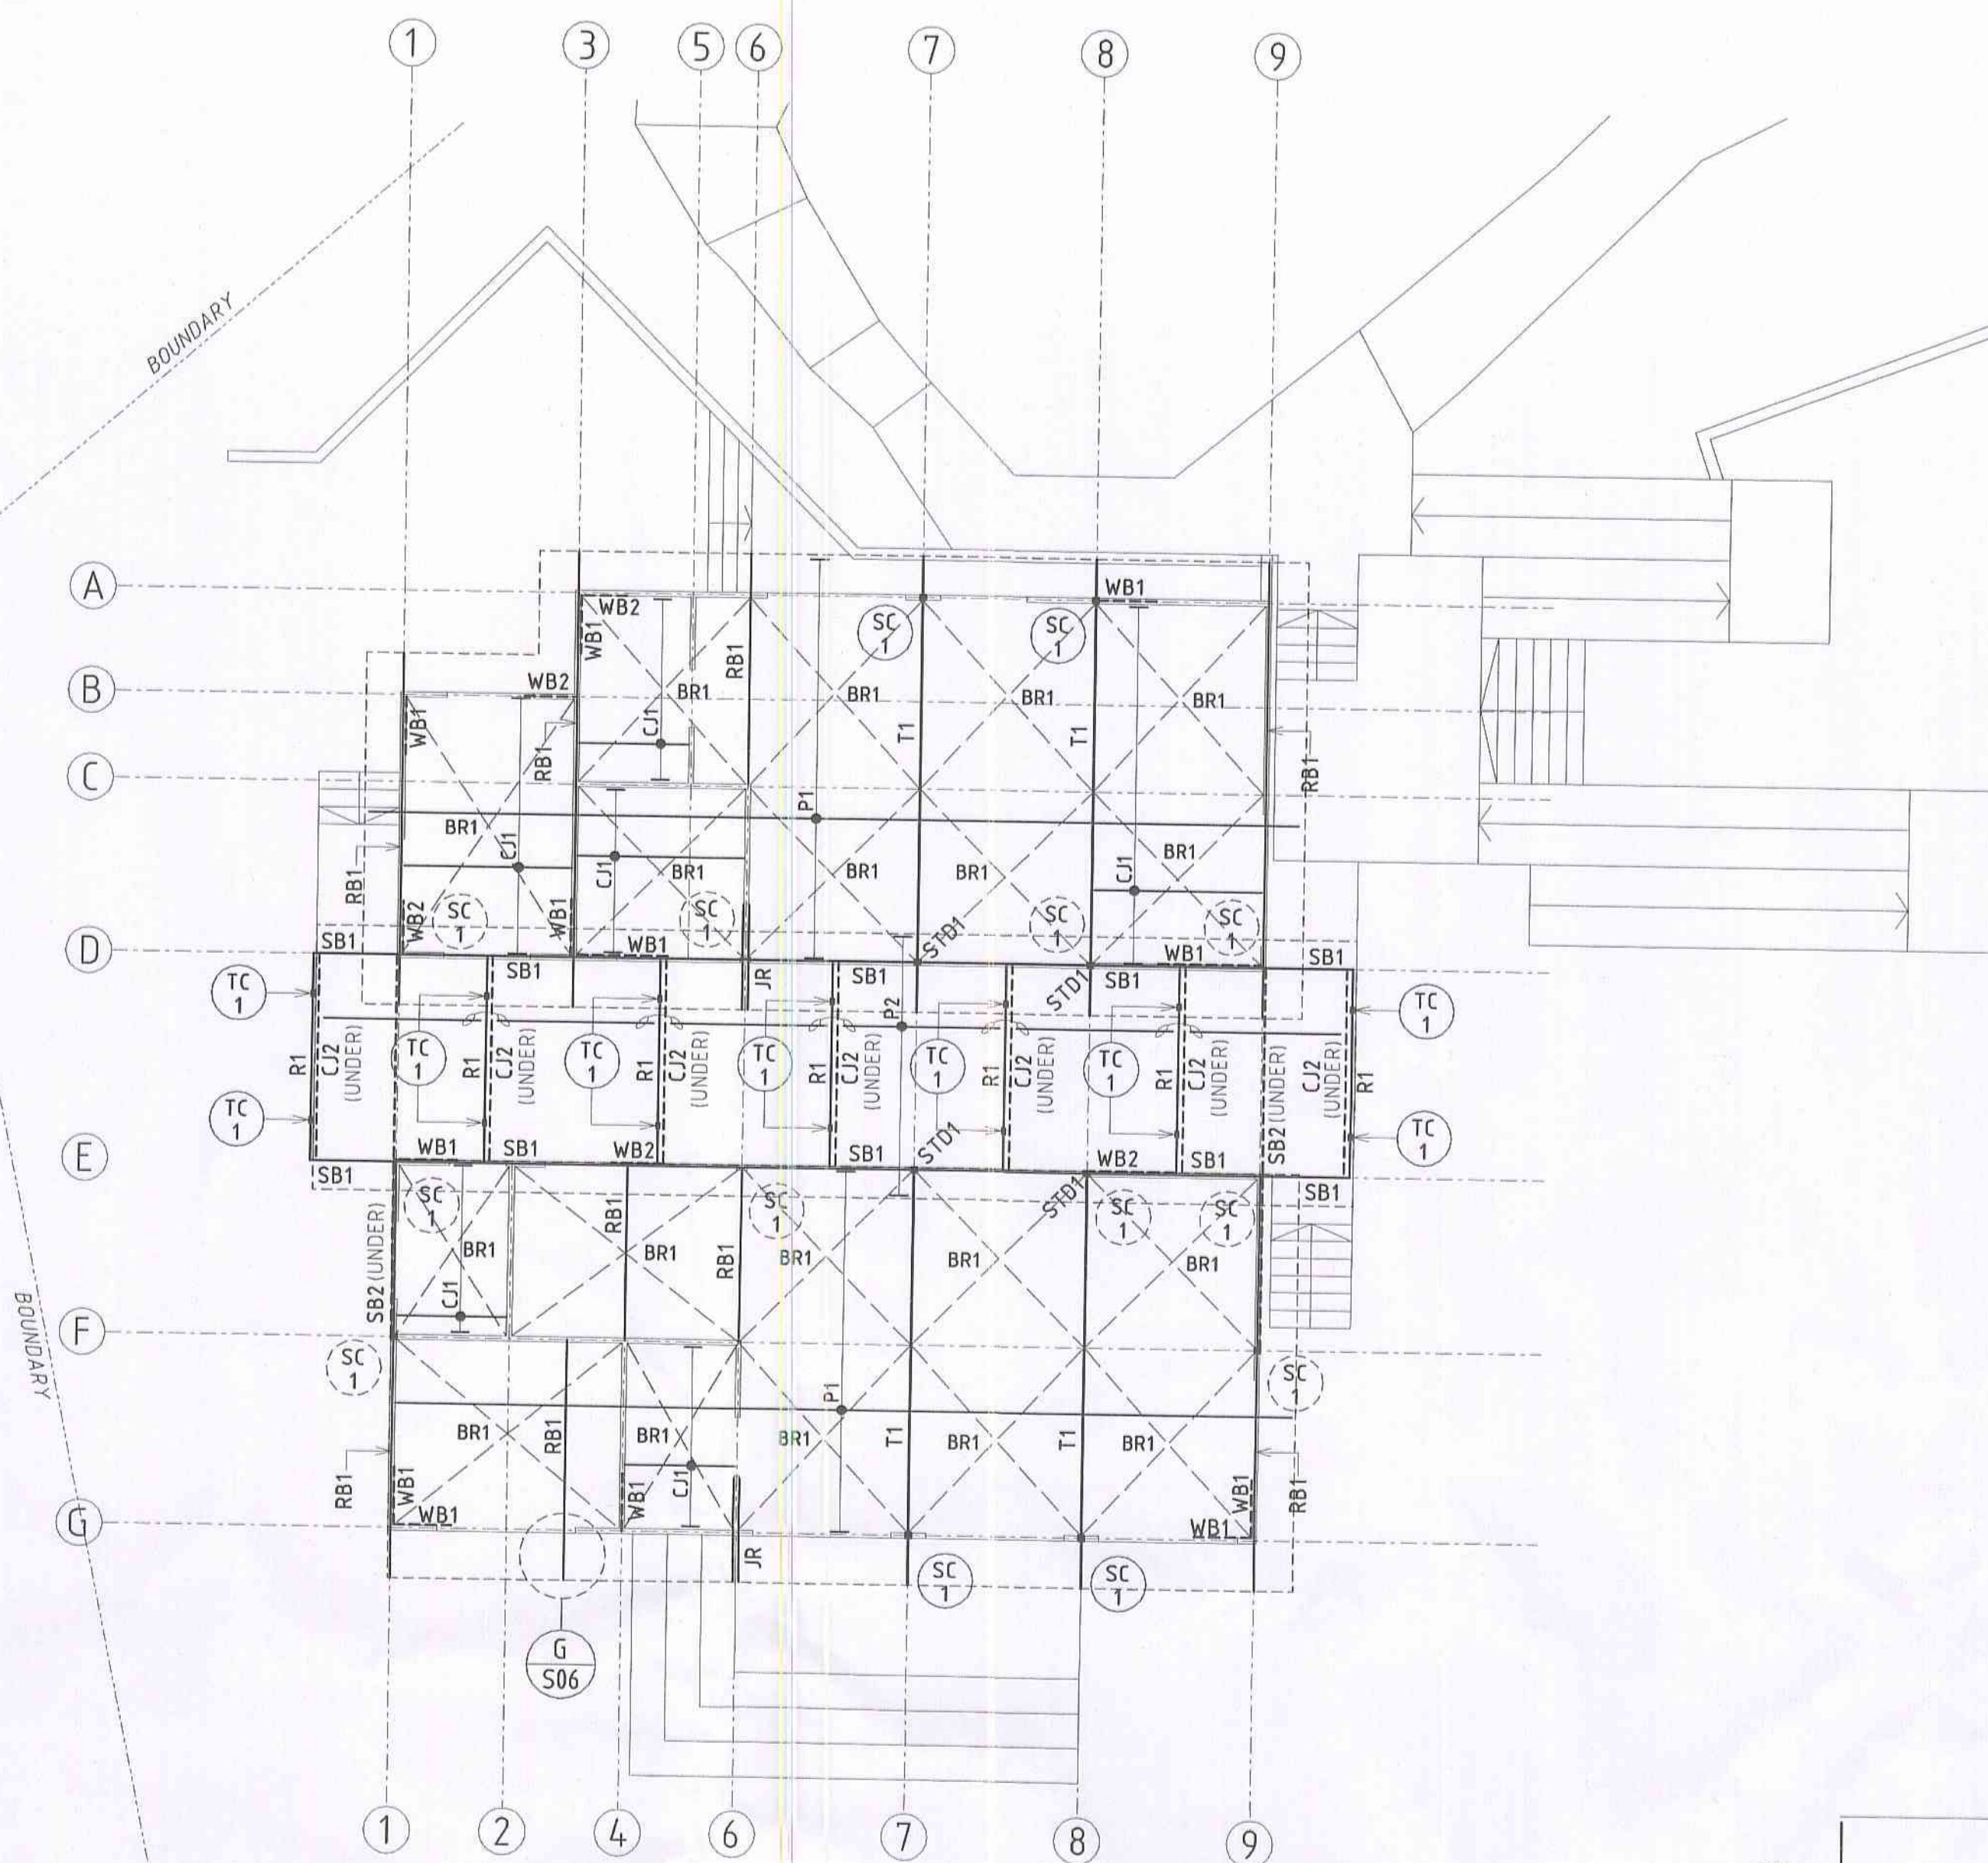 1
3
5
6
7
8
9
BOUNDARY
A
WB2
WB1
RB1
SC
1
SC
1
WB1
B
WB2
WB1
RB1
CJ1
BR1
BR1
T1
BR1
T1
BR1
RB1
C
P1
BR1
CJ1
RB1
CJ1
BR1
BR1
BR1
CJ1
BR1
WB2
SC
1
WB1
WB1
SC
1
SC
1
WB1
SC
1
D
SB1
SB1
JR
SB1
STD1
STD1
SB1
SB1
TC
1
P2
TC
1
R1
CJ2
(UNDER)
TC
1
R1
CJ2
(UNDER)
TC
1
R1
CJ2
(UNDER)
TC
1
R1
CJ2
(UNDER)
TC
1
R1
CJ2
(UNDER)
TC
1
R1
CJ2
(UNDER)
SB2 (UNDER)
CJ2
(UNDER)
R1
TC
1
TC
1
E
SB1
WB1
SB1
WB2
SB1
STD1
STD1
WB2
SB1
SB1
SC
1
SC
1
SC
1
SC
1
SB2 (UNDER)
BR1
CJ1
RB1
BR1
RB1
BR1
BR1
BR1
BOUNDARY
F
SC
1
SC
1
P1
BR1
RB1
BR1
CJ1
BR1
T1
BR1
T1
BR1
RB1
WB1
WB1
WB1
WB1
WB1
RB1
G
JR
SC
1
SC
1
G
S06
1
2
4
6
7
8
9